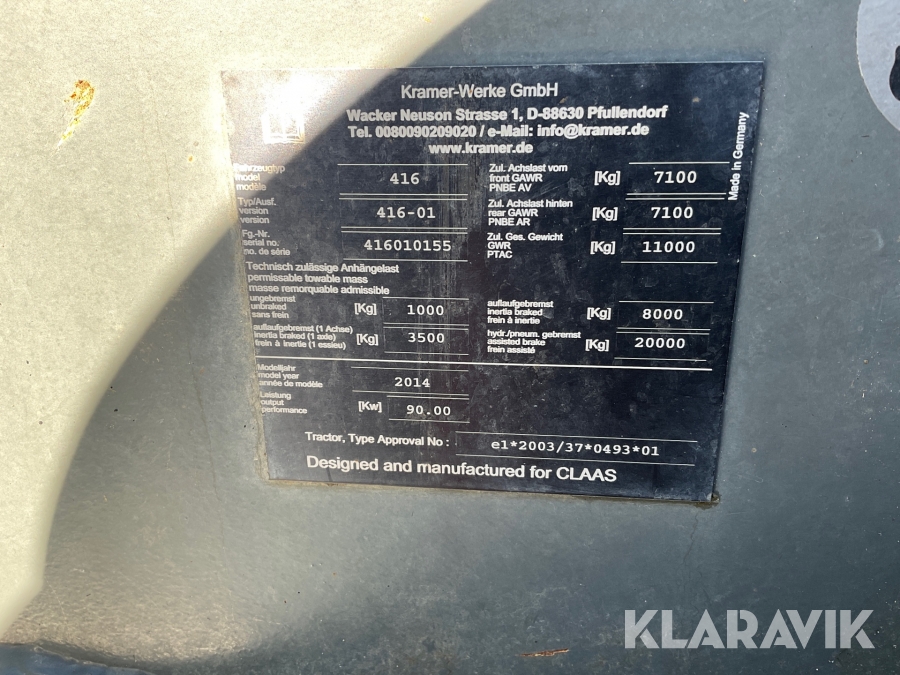 Kramer-Werke GmbH
Wacker Neuson Strasse 1, D-88630 Pfullendorf
Tel. 0080090209020 / e-Mail: info@kramer.de
www.kramer.de
Made in Germany
Fahrzeugtyp
model
modèle
416
Zul. Achslast vom
front GAWR
PNBE AV
[Kg]
7100
Typ/Ausf.
version
version
416-01
Zul. Achslast hinten
rear GAWR
PNBE AR
[Kg]
7100
Fg.-Nr.
serial no.
mo. de série
416010155
Zul. Ges. Gewicht
GWR
PTAC
[Kg]
11000
Technisch zulässige Anhängelast
permissable towable mass
masse remorquable admissible
ungebremst
unbraked
sans frein
[Kg]
1000
auflaufgebremst
inertia braked
frein à inertie
[Kg]
8000
auflaufgebremst (1 Achse)
inertia braked (1 axle)
frein à inertie (1 essieu)
[Kg]
3500
hydr./pneum. gebremst
assisted brake
frein assisté
[Kg]
20000
Modelljahr
model year
année de modèle
2014
Leistung
output
performance
[Kw]
90.00
Tractor, Type Approval No :
e1*2003/37*0493*01
Designed and manufactured for CLAAS
KLARAVIK